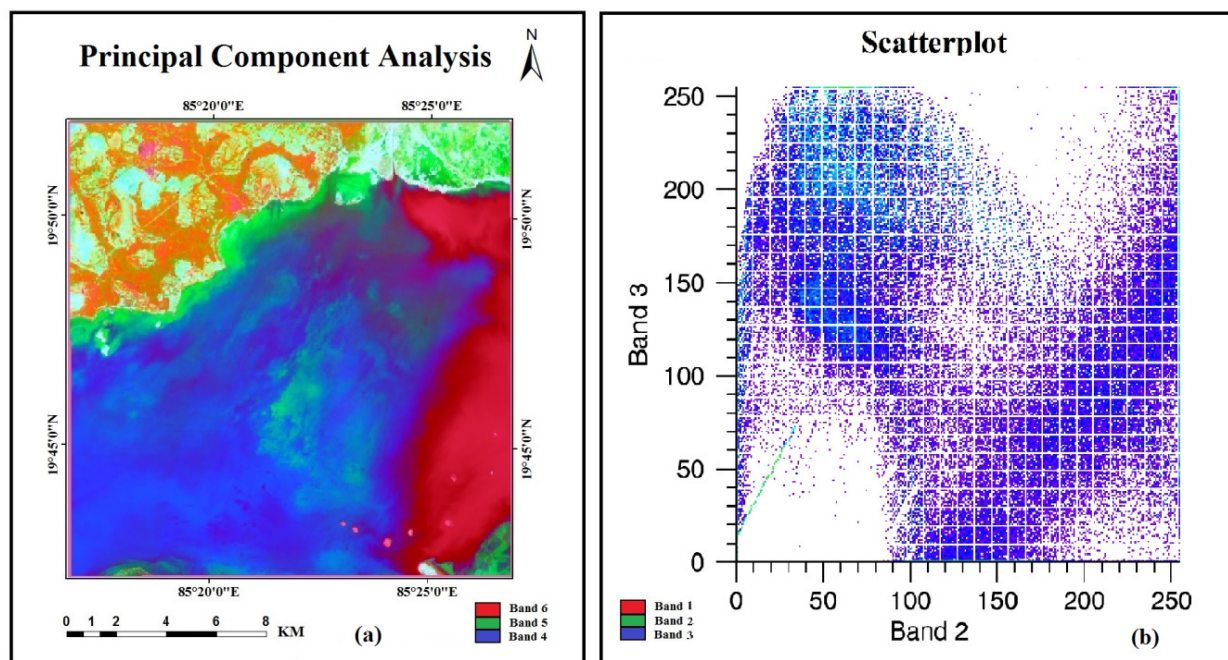 Principal Component Analysis
N
85°20'0"E 85°25'0"E
19°50'0"N 19°50'0"N
19°45'0"N 19°45'0"N
85°20'0"E 85°25'0"E
0 1 2 4 6 8 KM
(a)
Band 6
Band 5
Band 4
Scatterplot
250
200
150
100
50
0
Band 3
0 50 100 150 200 250
Band 2
Band 1
Band 2
Band 3
(b)